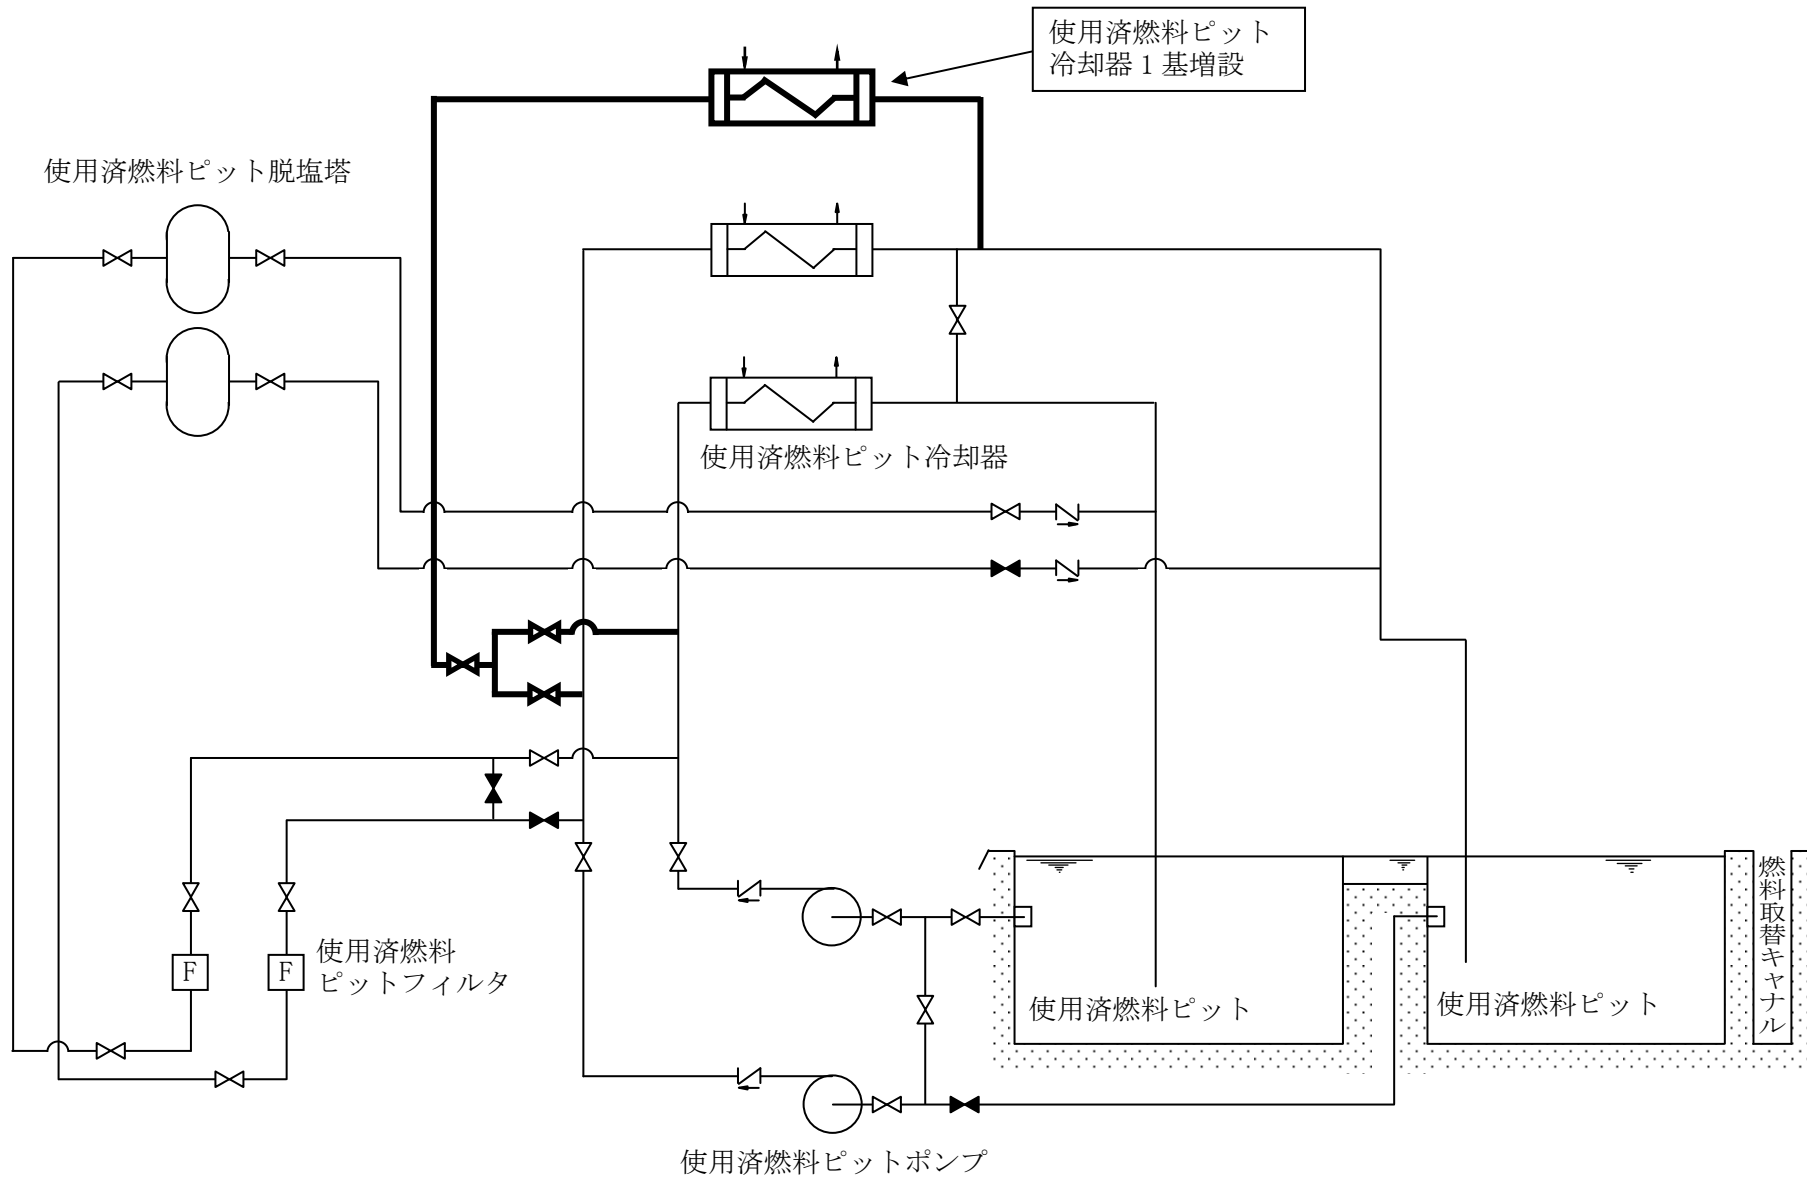 使用済燃料ピット
冷却器1基増設
使用済燃料ピット脱塩塔
使用済燃料ピット冷却器
使用済燃料
ピットフィルタ
F
F
使用済燃料ピット
使用済燃料ピット
燃料取替キャナル
使用済燃料ピットポンプ